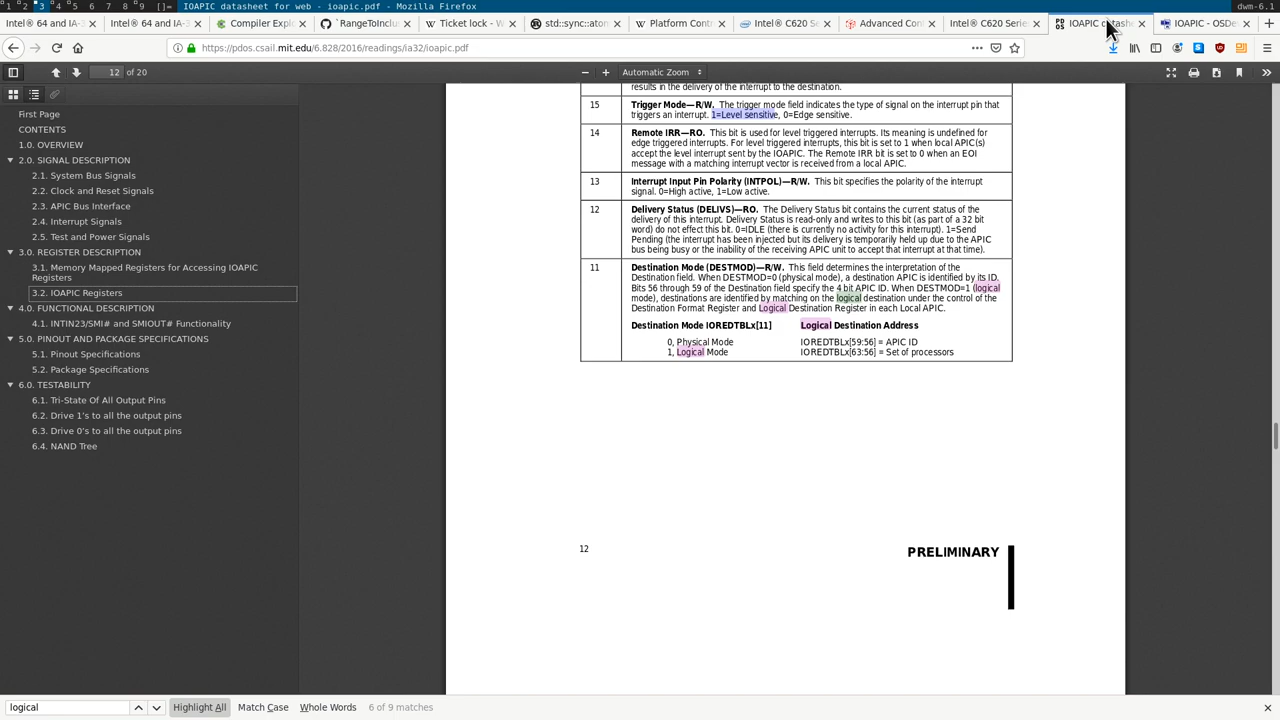 1 2 3 4 5 6 7 8 9 []= IOAPIC datasheet for web - ioapic.pdf - Mozilla Firefox dwm-6.1
Intel® 64 and IA-3 Intel® 64 and IA-3 Compiler Explo `RangeToInclus Ticket lock - W std::sync::atom Platform Contr Intel® C620 Se Advanced Con Intel® C620 Serie IOAPIC datashe IOAPIC - OSDe
https://pdos.csail.mit.edu/6.828/2016/readings/ia32/ioapic.pdf
12 of 20 Automatic Zoom
First Page
CONTENTS
1.0. OVERVIEW
2.0. SIGNAL DESCRIPTION
2.1. System Bus Signals
2.2. Clock and Reset Signals
2.3. APIC Bus Interface
2.4. Interrupt Signals
2.5. Test and Power Signals
3.0. REGISTER DESCRIPTION
3.1. Memory Mapped Registers for Accessing IOAPIC
Registers
3.2. IOAPIC Registers
4.0. FUNCTIONAL DESCRIPTION
4.1. INTIN23/SMI# and SMIOUT# Functionality
5.0. PINOUT AND PACKAGE SPECIFICATIONS
5.1. Pinout Specifications
5.2. Package Specifications
6.0. TESTABILITY
6.1. Tri-State Of All Output Pins
6.2. Drive 1's to all the output pins
6.3. Drive 0's to all the output pins
6.4. NAND Tree
results in the delivery of the interrupt to the destination.
15 Trigger Mode—R/W. The trigger mode field indicates the type of signal on the interrupt pin that
triggers an interrupt. 1=Level sensitive, 0=Edge sensitive.
14 Remote IRR—RO. This bit is used for level triggered interrupts. Its meaning is undefined for
edge triggered interrupts. For level triggered interrupts, this bit is set to 1 when local APIC(s)
accept the level interrupt sent by the IOAPIC. The Remote IRR bit is set to 0 when an EOI
message with a matching interrupt vector is received from a local APIC.
13 Interrupt Input Pin Polarity (INTPOL)—R/W. This bit specifies the polarity of the interrupt
signal. 0=High active, 1=Low active.
12 Delivery Status (DELIVS)—RO. The Delivery Status bit contains the current status of the
delivery of this interrupt. Delivery Status is read-only and writes to this bit (as part of a 32 bit
word) do not effect this bit. 0=IDLE (there is currently no activity for this interrupt). 1=Send
Pending (the interrupt has been injected but its delivery is temporarily held up due to the APIC
bus being busy or the inability of the receiving APIC unit to accept that interrupt at that time).
11 Destination Mode (DESTMOD)—R/W. This field determines the interpretation of the
Destination field. When DESTMOD=0 (physical mode), a destination APIC is identified by its ID.
Bits 56 through 59 of the Destination field specify the 4 bit APIC ID. When DESTMOD=1 (logical
mode), destinations are identified by matching on the logical destination under the control of the
Destination Format Register and Logical Destination Register in each Local APIC.
Destination Mode IOREDTBLx[11] Logical Destination Address
0, Physical Mode IOREDTBLx[59:56] = APIC ID
1, Logical Mode IOREDTBLx[63:56] = Set of processors
12 PRELIMINARY
logical Highlight All Match Case Whole Words 6 of 9 matches